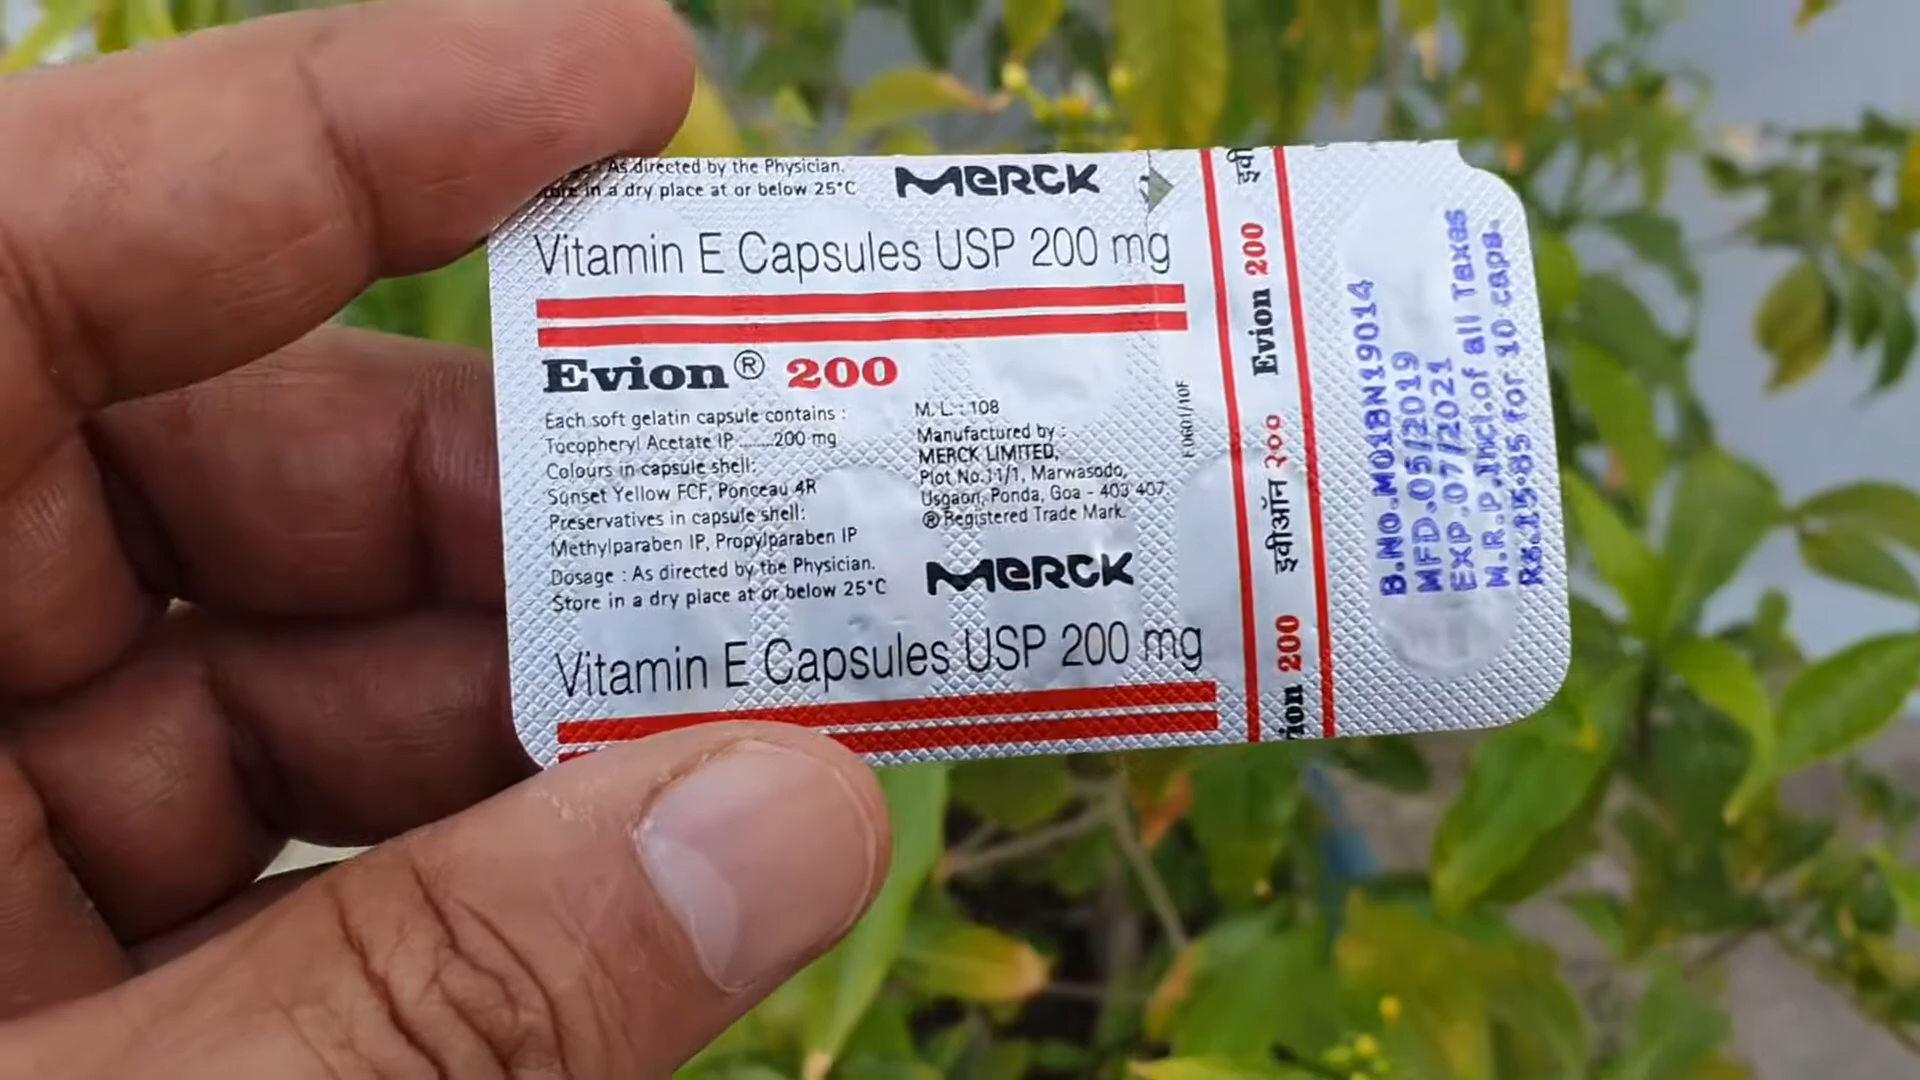 As directed by the Physician.
Store in a dry place at or below 25°C
MERCK
Vitamin E Capsules USP 200 mg
Evion® 200
Each soft gelatin capsule contains :
Tocopheryl Acetate IP........200 mg
Colours in capsule shell:
Sunset Yellow FCF, Ponceau 4R
Preservatives in capsule shell:
Methylparaben IP, Propylparaben IP
Dosage : As directed by the Physician.
Store in a dry place at or below 25°C
M. L. : 108
Manufactured by :
MERCK LIMITED,
Plot No.11/1, Marwasodo,
Usgaon, Ponda, Goa - 403 407
® Registered Trade Mark.
MERCK
Vitamin E Capsules USP 200 mg
इवी
Evion 200
इवीऑन २००
ion 200
B.NO.M01BN19014
MFD.05/2019
EXP.07/2021
M.R.P.Incl.of all Taxes
Rs.15.85 for 10 caps.